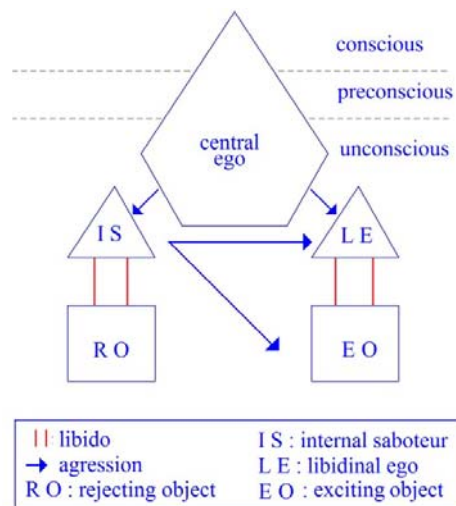 conscious
preconscious
central
ego
unconscious
I S
L E
R O
E O
libido
agression
R O : rejecting object
I S : internal saboteur
L E : libidinal ego
E O : exciting object